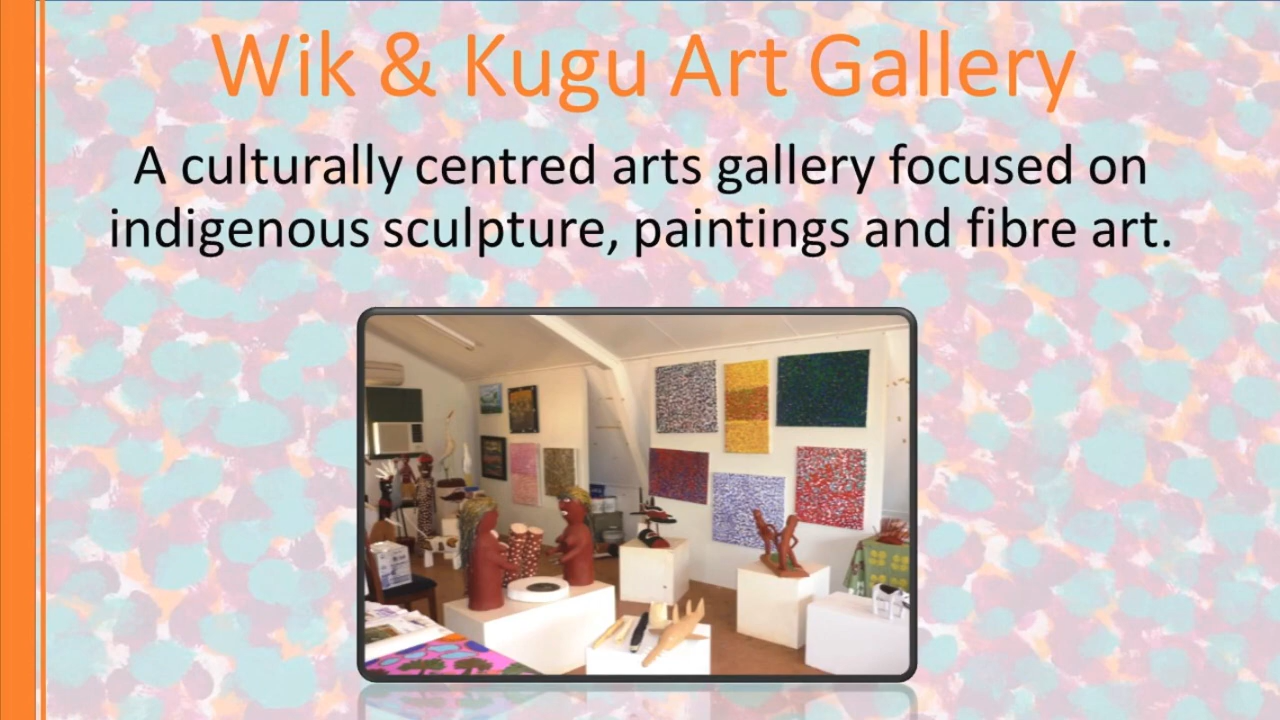 Wik & Kugu Art Gallery
A culturally centred arts gallery focused on
indigenous sculpture, paintings and fibre art.